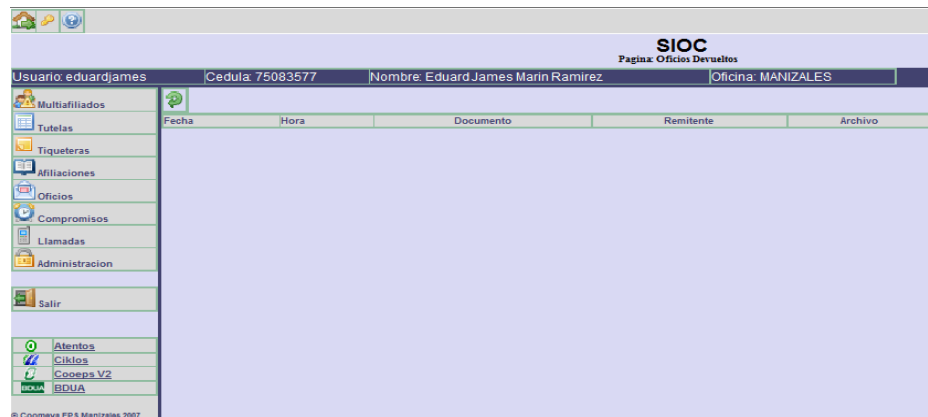 SIOC
Pagina: Oficios Devueltos
Usuario: eduardjames Cedula: 75083577 Nombre: Eduard James Marin Ramirez Oficina: MANIZALES
Multiafiliados
Tutelas
Tiqueteras
Afiliaciones
Oficios
Compromisos
Llamadas
Administracion
Salir
Atentos
Ciklos
Cooeps V2
BDUA BDUA
© Coomeva EPS Manizales 2007
Fecha Hora Documento Remitente Archivo